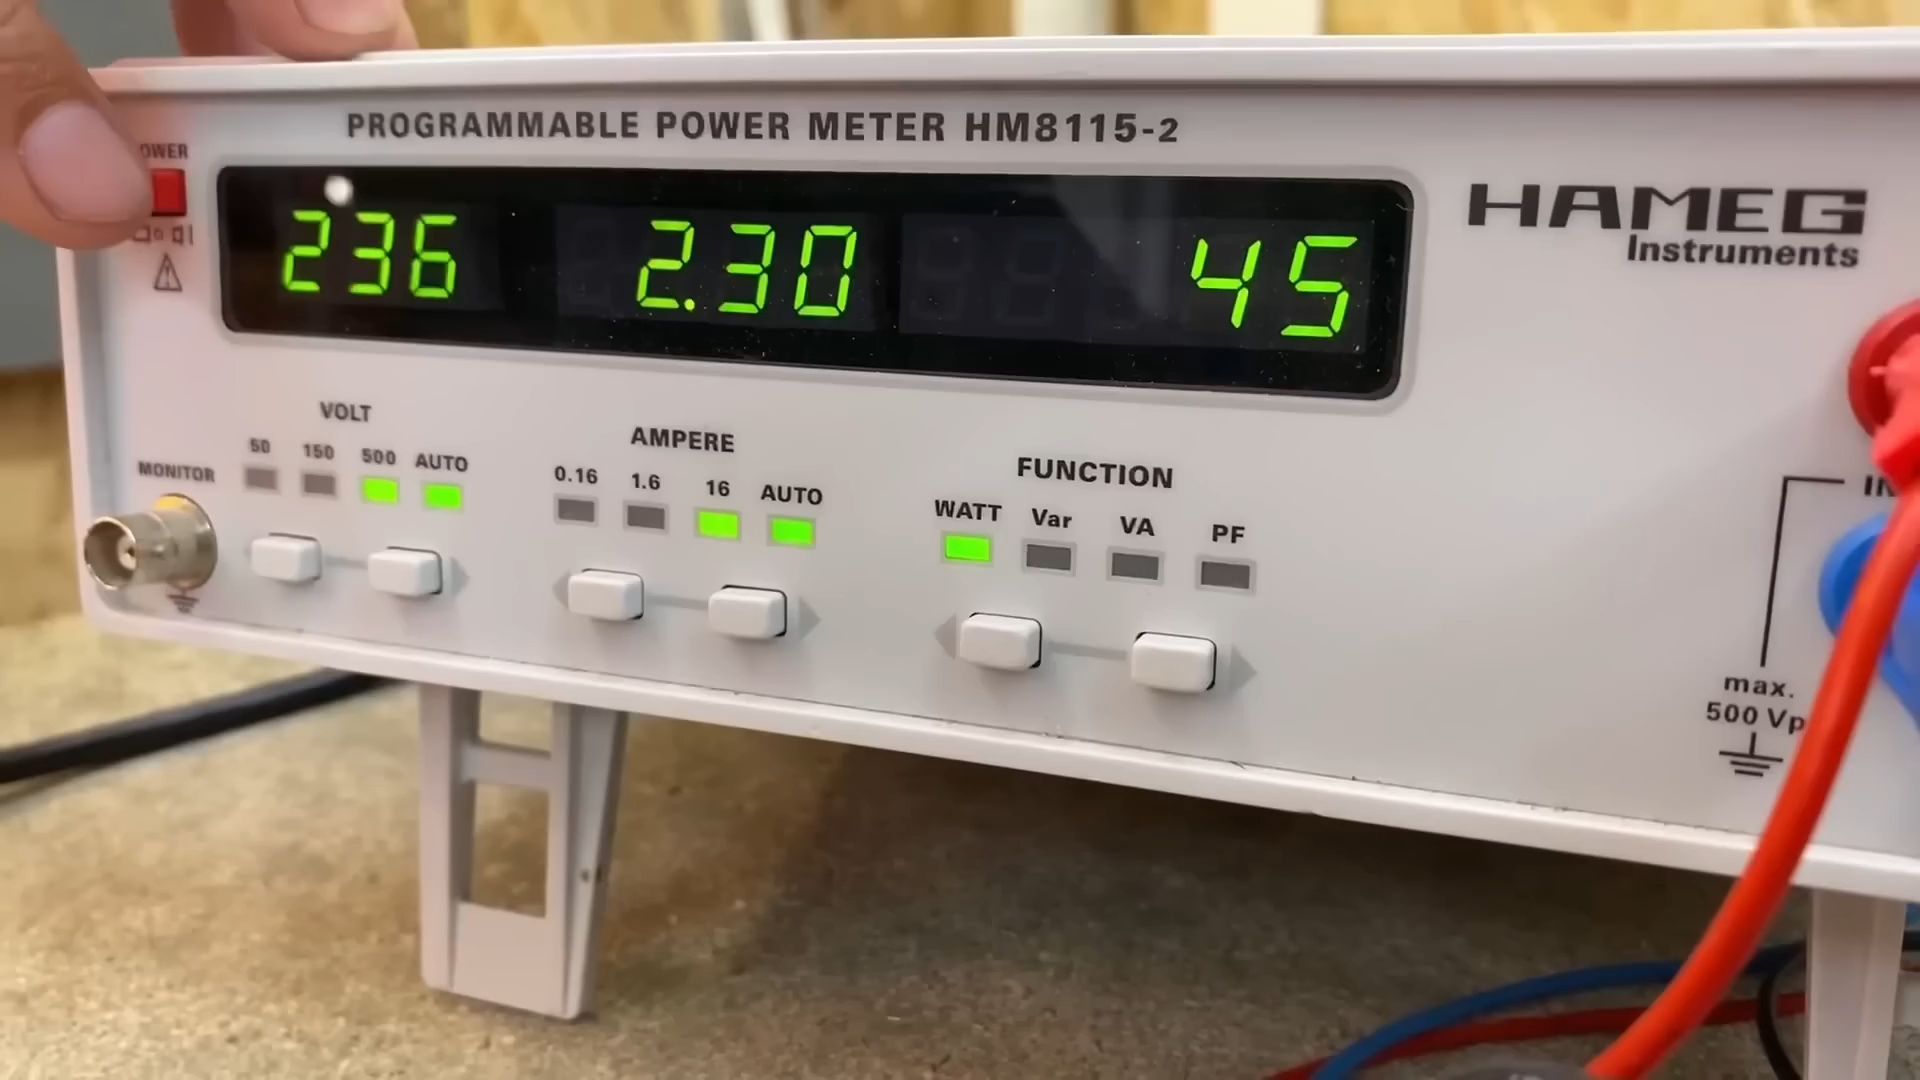 PROGRAMMABLE POWER METER HM8115-2
OWER
236 2.30 45
HAMEG
Instruments
VOLT
50 150 500 AUTO
MONITOR
AMPERE
0.16 1.6 16 AUTO
FUNCTION
WATT Var VA PF
max.
500 Vp